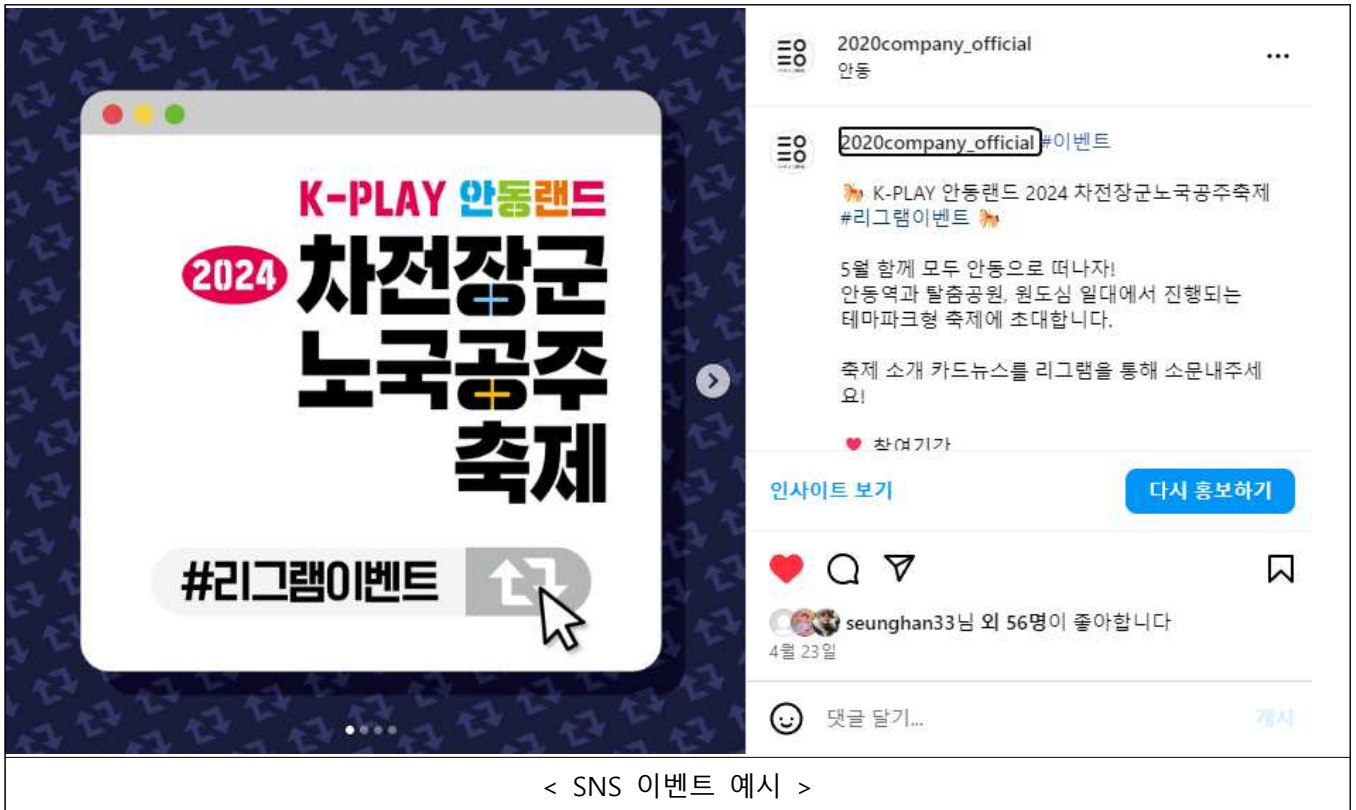 K-PLAY 안동랜드
2024 차전장군
노국공주
축제
#리그램이벤트
2020company_official
안동
2020company_official #이벤트
K-PLAY 안동랜드 2024 차전장군노국공주축제
#리그램이벤트
5월 함께 모두 안동으로 떠나자!
안동역과 탈춤공원, 원도심 일대에서 진행되는
테마파크형 축제에 초대합니다.
축제 소개 카드뉴스를 리그램을 통해 소문내주세
요!
참여기간
인사이트 보기
다시 홍보하기
seunghan33님 외 56명이 좋아합니다
4월 23일
댓글 달기...
게시
< SNS 이벤트 예시 >